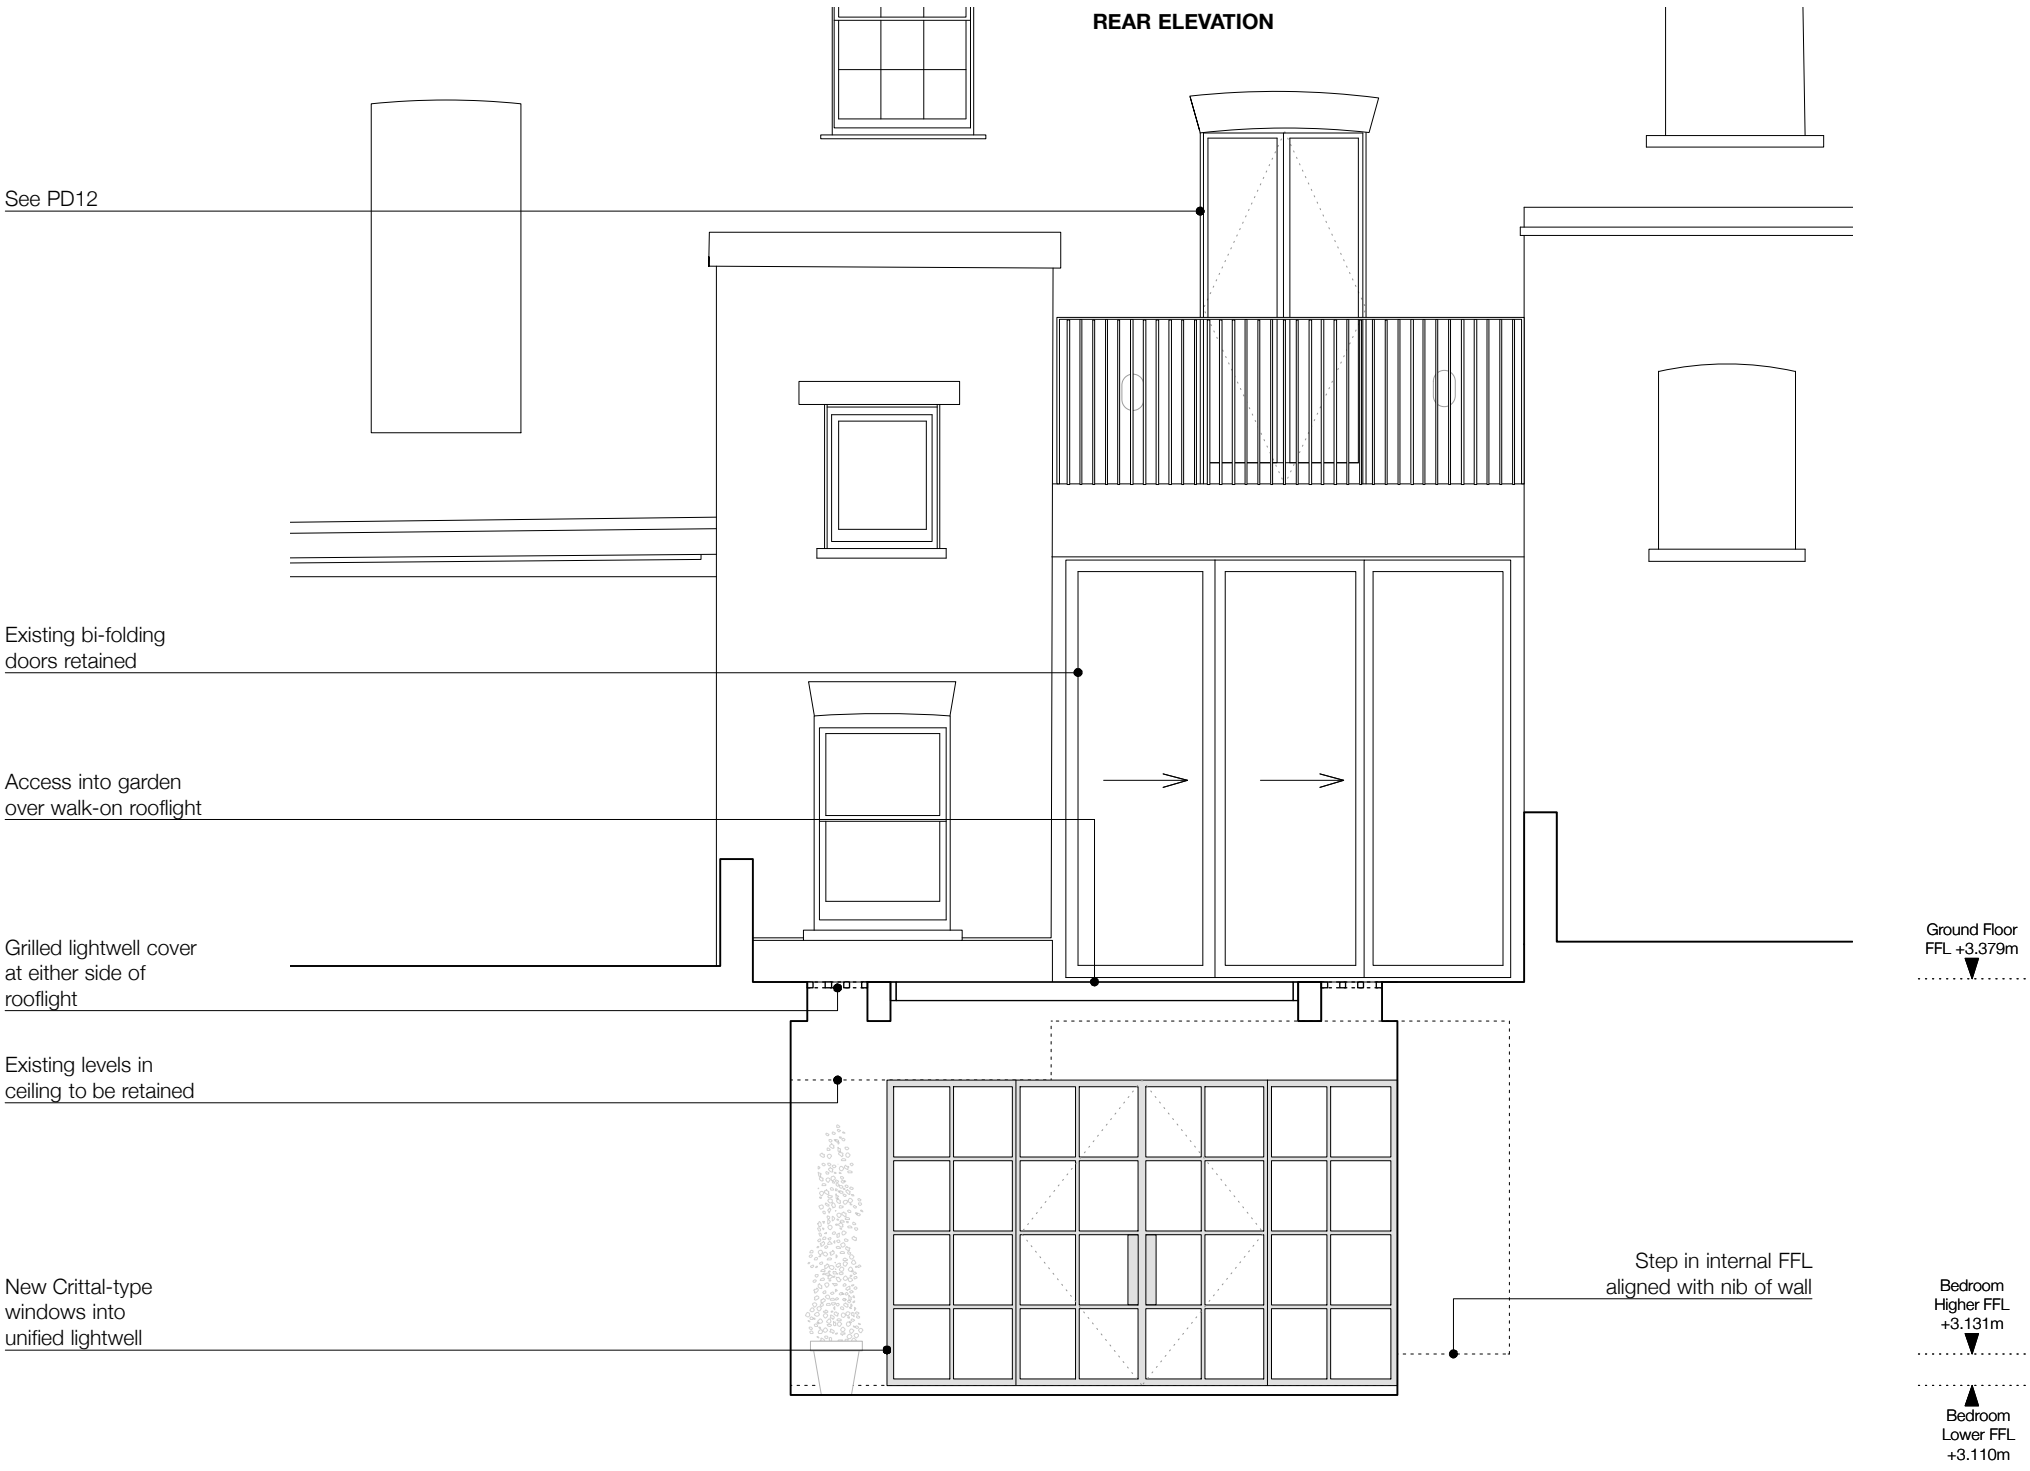 REAR ELEVATION
See PD12
Existing bi-folding
doors retained
Access into garden
over walk-on rooflight
Grilled lightwell cover
at either side of
rooflight
Existing levels in
ceiling to be retained
New Crittal-type
windows into
unified lightwell
Step in internal FFL
aligned with nib of wall
Ground Floor
FFL +3.379m
Bedroom
Higher FFL
+3.131m
Bedroom
Lower FFL
+3.110m